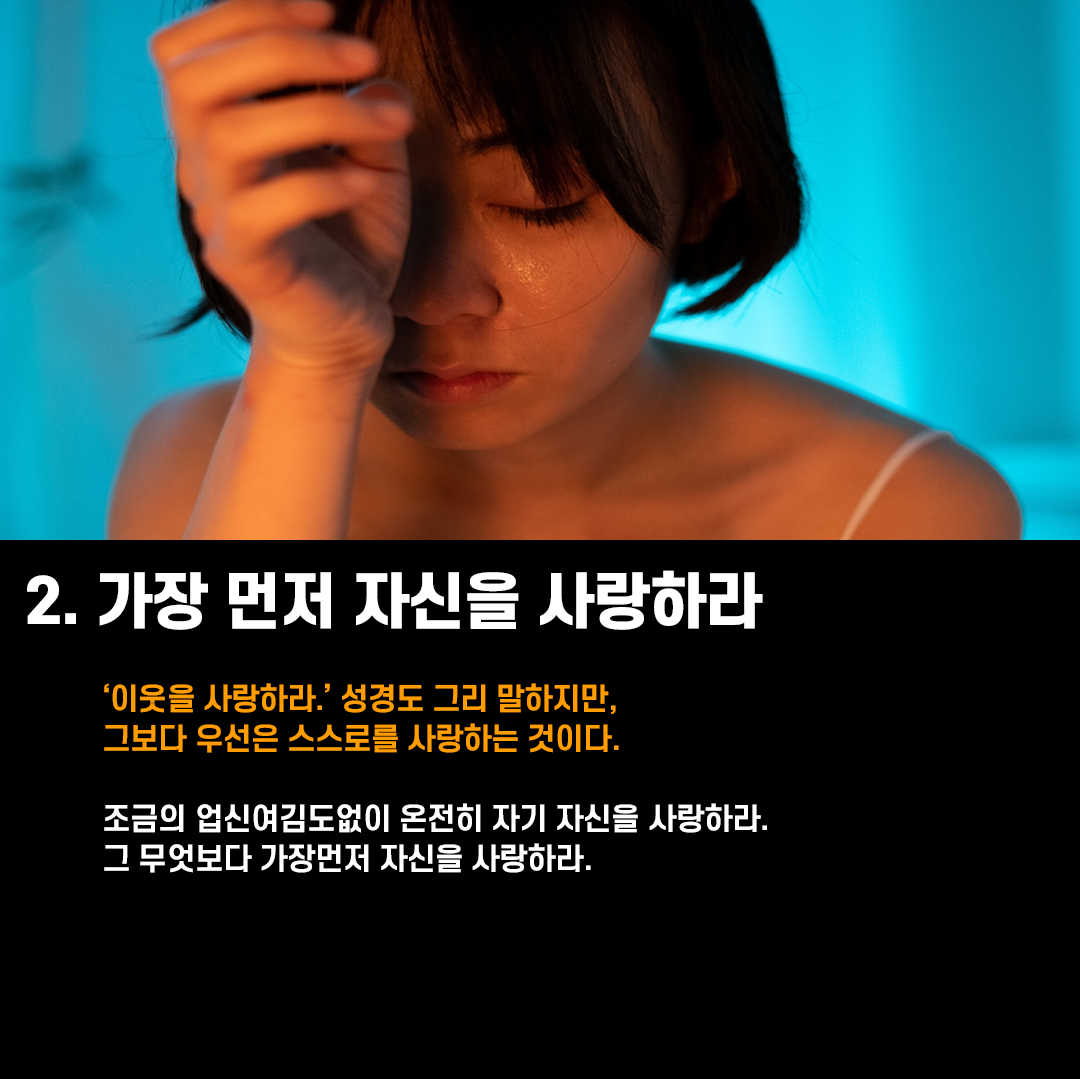 2. 가장 먼저 자신을 사랑하라
‘이웃을 사랑하라.’ 성경도 그리 말하지만,
그보다 우선은 스스로를 사랑하는 것이다.
조금의 업신여김도없이 온전히 자기 자신을 사랑하라.
그 무엇보다 가장먼저 자신을 사랑하라.